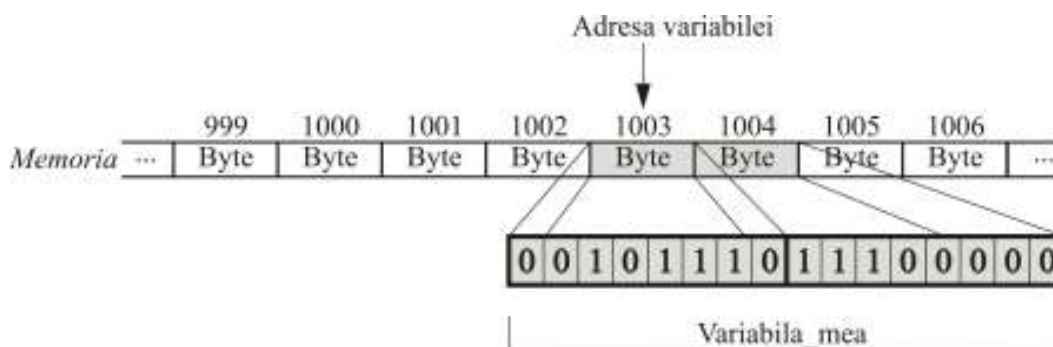 Adresa variabilei
999 1000 1001 1002 1003 1004 1005 1006
Memoria ... Byte Byte Byte Byte Byte Byte Byte Byte ...
0 0 1 0 1 1 1 0 1 1 1 0 0 0 0 0
Variabila_mea